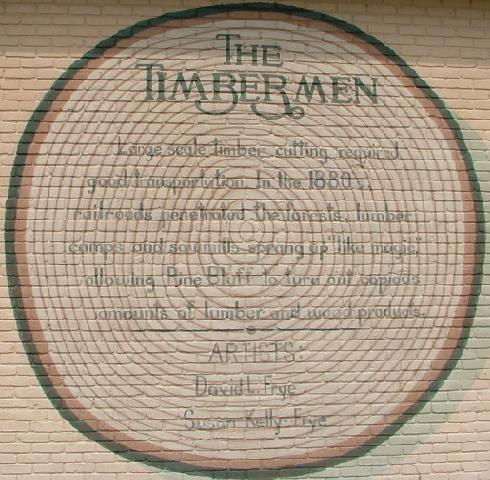 THE
TIMBERMEN
Large scale timber cutting required
good transportation. In the 1880's,
railroads penetrated the forests, lumber
camps and sawmills sprang up "like magic,"
allowing Pine Bluff to turn out copious
amounts of lumber and wood products.
ARTISTS:
David L. Frye
Susan Kelly-Frye